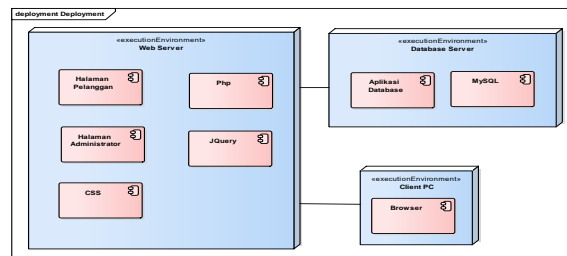 deployment Deployment
«executionEnvironment»
Web Server
Halaman
Pelanggan
Php
Halaman
Administrator
JQuery
CSS
«executionEnvironment»
Database Server
Aplikasi
Database
MySQL
«executionEnvironment»
Client PC
Browser